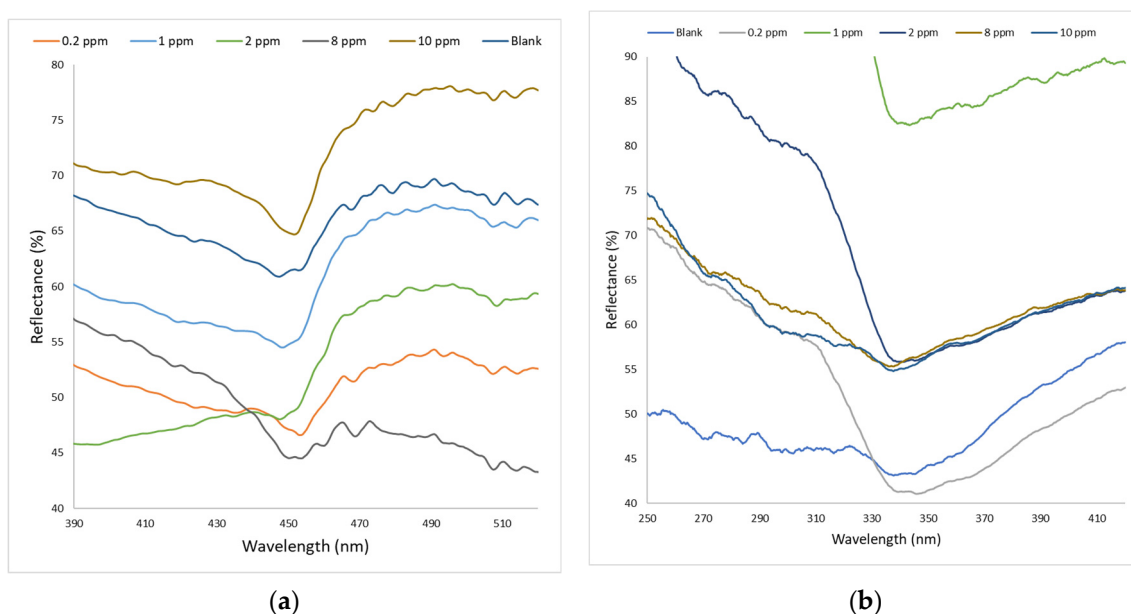 0.2 ppm 1 ppm 2 ppm 8 ppm 10 ppm Blank
80
75
70
65
60
55
50
45
40
Reflectance (%)
390 410 430 450 470 490 510
Wavelength (nm)
(a)
Blank 0.2 ppm 1 ppm 2 ppm 8 ppm 10 ppm
90
85
80
75
70
65
60
55
50
45
40
Reflectance (%)
250 270 290 310 330 350 370 390 410
Wavelength (nm)
(b)